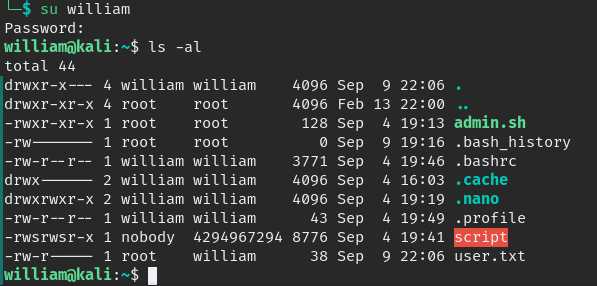 └─$ su william
Password:
william@kali:~$ ls -al
total 44
drwxr-x--- 4 william william    4096 Sep  9 22:06 .
drwxr-xr-x 4 root    root       4096 Feb 13 22:00 ..
-rwxr-xr-x 1 root    root        128 Sep  4 19:13 admin.sh
-rw------- 1 root    root          0 Sep  9 19:16 .bash_history
-rw-r--r-- 1 william william    3771 Sep  4 19:46 .bashrc
drwx------ 2 william william    4096 Sep  4 16:03 .cache
drwxrwxr-x 2 william william    4096 Sep  4 19:19 .nano
-rw-r--r-- 1 william william      43 Sep  4 19:49 .profile
-rwsrwsr-x 1 nobody  4294967294 8776 Sep  4 19:41 script
-rw-r----- 1 root    william      38 Sep  9 22:06 user.txt
william@kali:~$